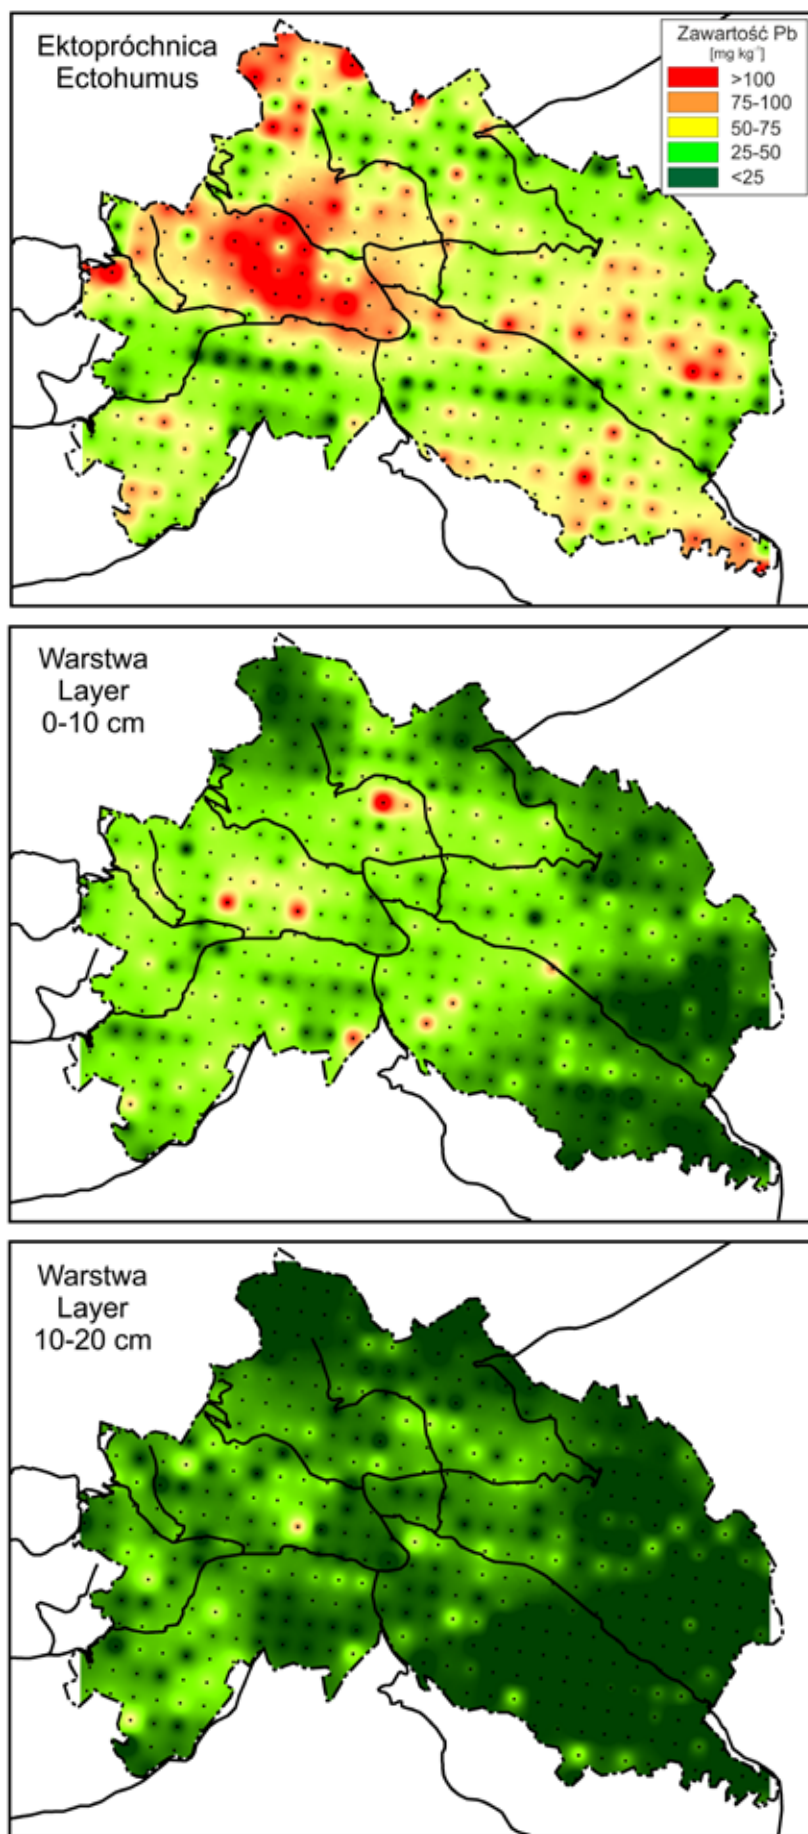 Ektopróchnica
Ectohumus
Zawartość Pb
[mg kg⁻¹]
>100
75-100
50-75
25-50
<25
Warstwa
Layer
0-10 cm
Warstwa
Layer
10-20 cm